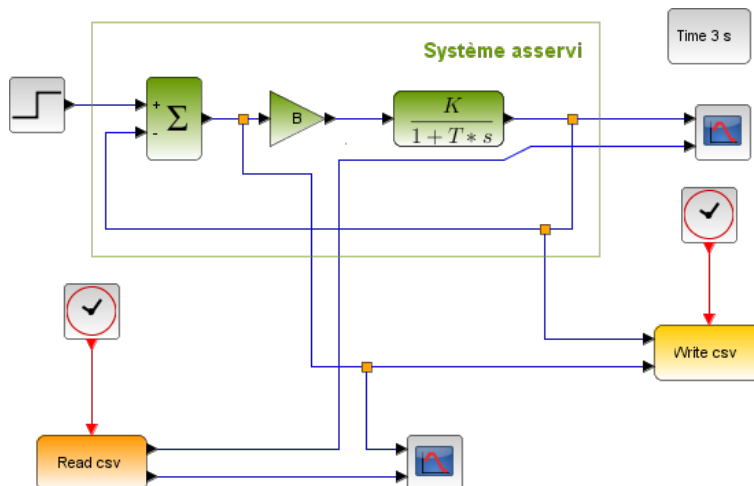 Système asservi
Time 3 s
+
-
Σ
B
K
1 + T * s
Write csv
Read csv